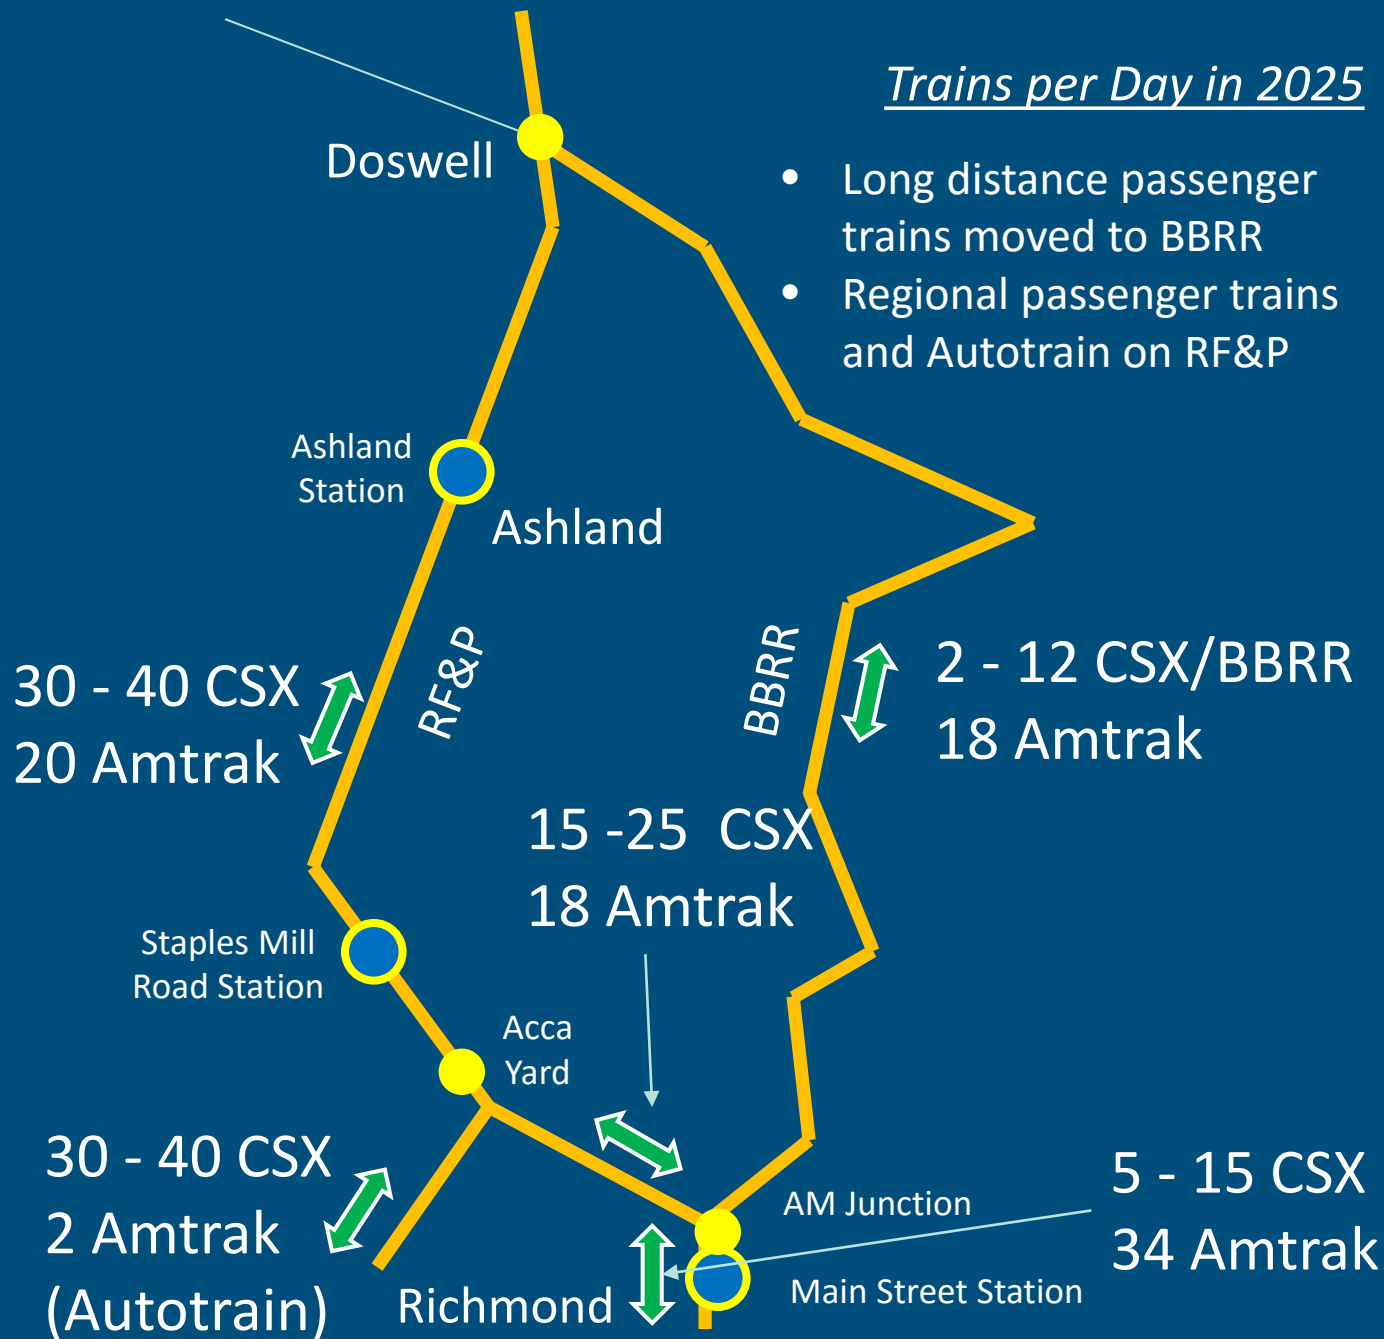 Trains per Day in 2025
Doswell
• Long distance passenger
trains moved to BBRR
• Regional passenger trains
and Autotrain on RF&P
Ashland
Station
Ashland
RF&P
BBRR
30 - 40 CSX
20 Amtrak
2 - 12 CSX/BBRR
18 Amtrak
15 -25 CSX
18 Amtrak
Staples Mill
Road Station
Acca
Yard
30 - 40 CSX
2 Amtrak
(Autotrain)
AM Junction
5 - 15 CSX
34 Amtrak
Richmond
Main Street Station